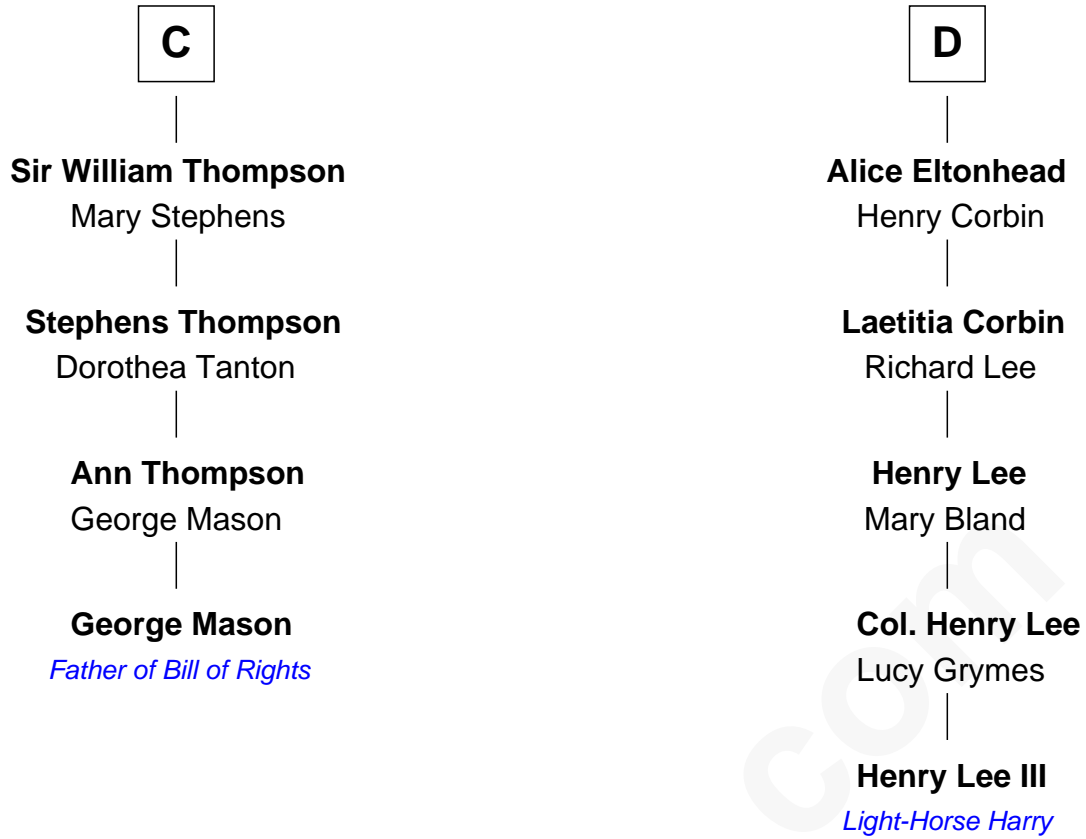 C
Sir William Thompson
Mary Stephens
Stephens Thompson
Dorothea Tanton
Ann Thompson
George Mason
George Mason
Father of Bill of Rights
D
Alice Eltonhead
Henry Corbin
Laetitia Corbin
Richard Lee
Henry Lee
Mary Bland
Col. Henry Lee
Lucy Grymes
Henry Lee III
Light-Horse Harry
com